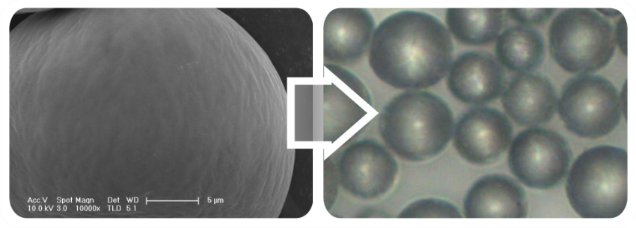 Acc.V Spot Magn Det WD 5 µm
10.0 kV 3.0 10000x TLD 5.1